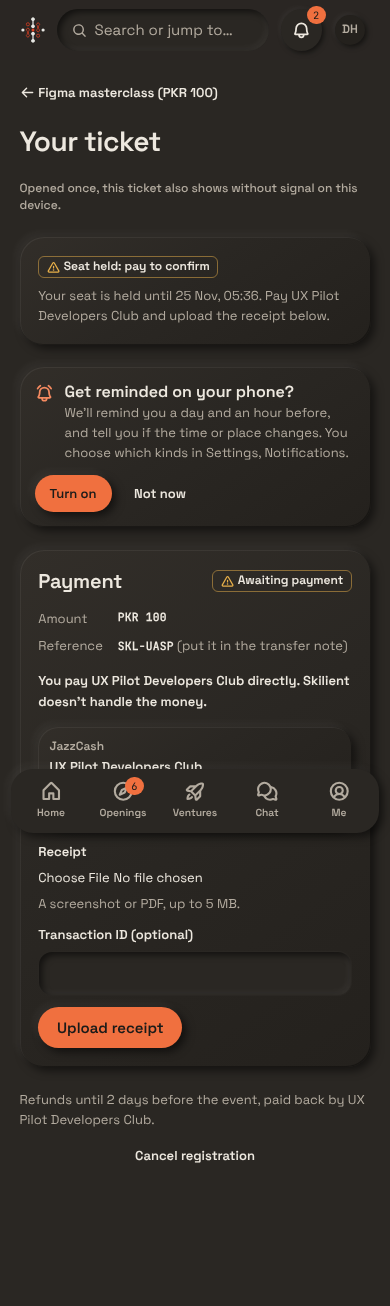 Search or jump to...
2
DH
← Figma masterclass (PKR 100)
Your ticket
Opened once, this ticket also shows without signal on this
device.
Seat held: pay to confirm
Your seat is held until 25 Nov, 05:36. Pay UX Pilot
Developers Club and upload the receipt below.
Get reminded on your phone?
We'll remind you a day and an hour before,
and tell you if the time or place changes. You
choose which kinds in Settings, Notifications.
Turn on
Not now
Payment
Awaiting payment
Amount PKR 100
Reference SKL-UASP (put it in the transfer note)
You pay UX Pilot Developers Club directly. Skilient
doesn't handle the money.
JazzCash
UX Pilot Developers Club
6
Home Openings Ventures Chat Me
Receipt
Choose File No file chosen
A screenshot or PDF, up to 5 MB.
Transaction ID (optional)
Upload receipt
Refunds until 2 days before the event, paid back by UX
Pilot Developers Club.
Cancel registration